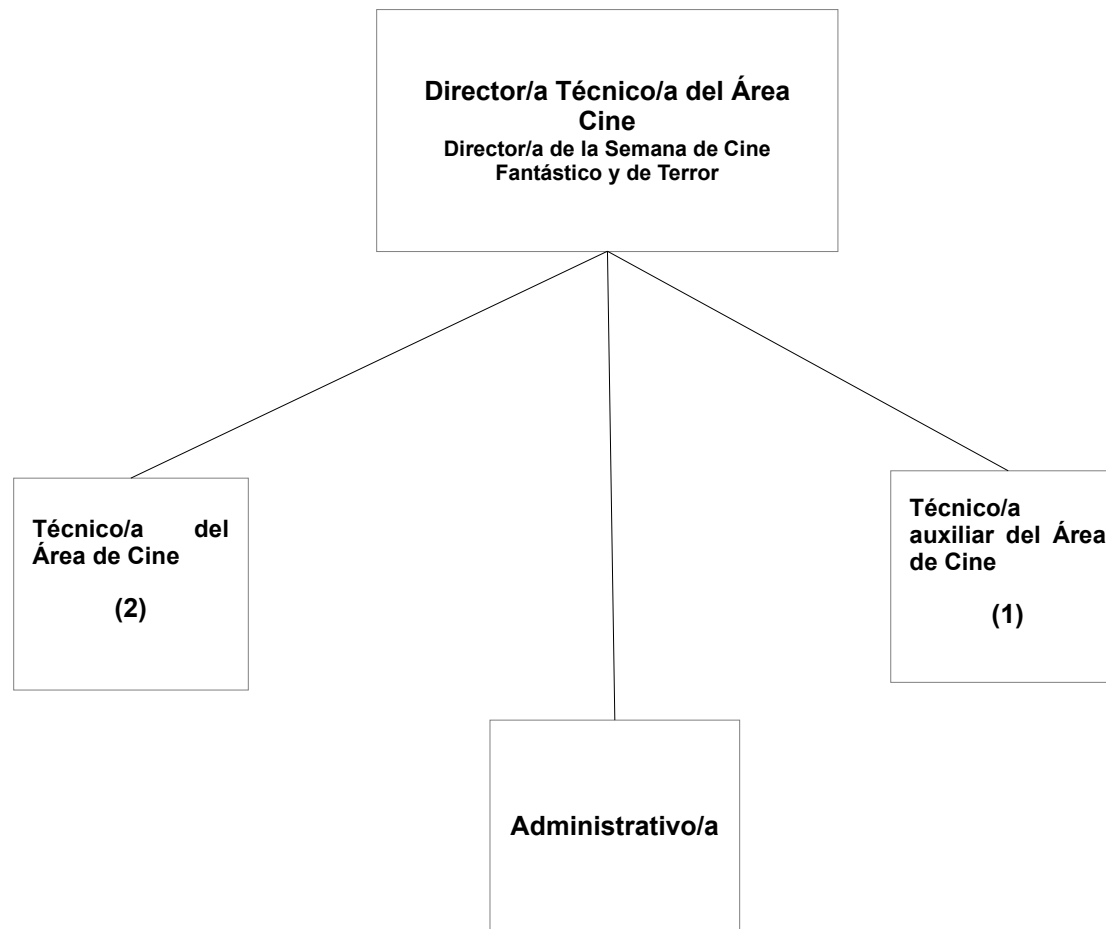 Director/a Técnico/a del Área
Cine
Director/a de la Semana de Cine
Fantástico y de Terror
Técnico/a del
Área de Cine
(2)
Técnico/a
auxiliar del Área
de Cine
(1)
Administrativo/a